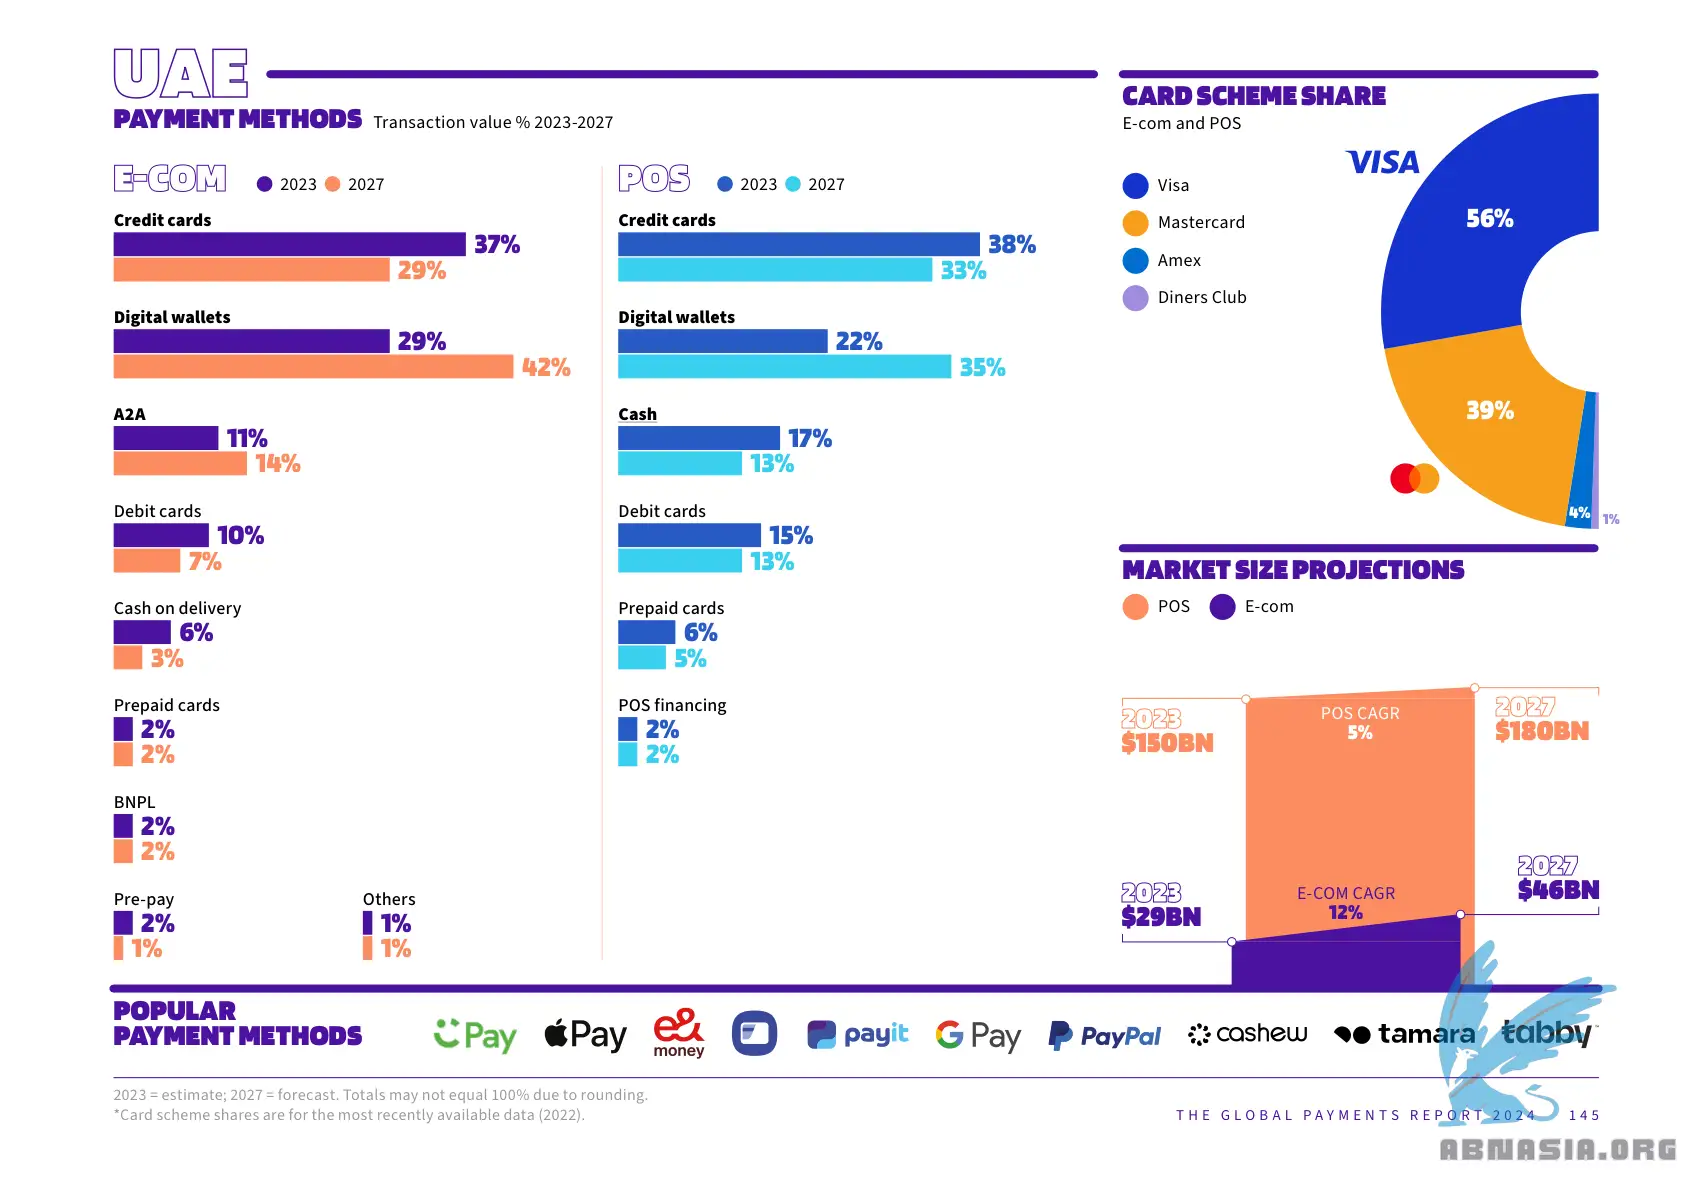 UAE
PAYMENT METHODS Transaction value % 2023-2027
E-COM 2023 2027
Credit cards
37%
29%
Digital wallets
29%
42%
A2A
11%
14%
Debit cards
10%
7%
Cash on delivery
6%
3%
Prepaid cards
2%
2%
BNPL
2%
2%
Pre-pay
2%
1%
Others
1%
1%
POS 2023 2027
Credit cards
38%
33%
Digital wallets
22%
35%
Cash
17%
13%
Debit cards
15%
13%
Prepaid cards
6%
5%
POS financing
2%
2%
CARD SCHEME SHARE
E-com and POS
VISA
Visa
Mastercard
Amex
Diners Club
56%
39%
4%
1%
MARKET SIZE PROJECTIONS
POS E-com
2023
$150BN
POS CAGR
5%
2027
$180BN
2023
$29BN
E-COM CAGR
12%
2027
$46BN
POPULAR
PAYMENT METHODS
Pay
Pay
e&
money
payit
G Pay
PayPal
cashew
tamara
tabby
2023 = estimate; 2027 = forecast. Totals may not equal 100% due to rounding.
*Card scheme shares are for the most recently available data (2022).
THE GLOBAL PAYMENTS REPORT 2024 145
ABNASIA.ORG